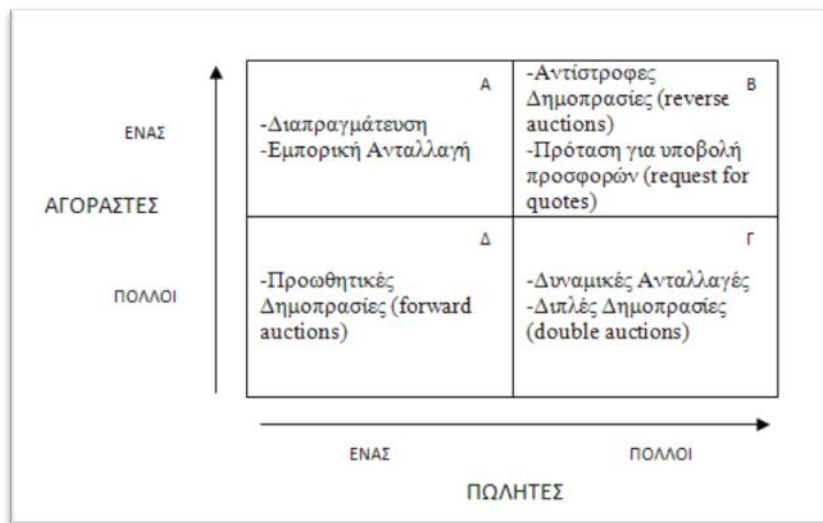 Α
-Διαπραγμάτευση
-Εμπορική Ανταλλαγή
Β
-Αντίστροφες
Δημοπρασίες (reverse
auctions)
-Πρόταση για υποβολή
προσφορών (request for
quotes)
ΕΝΑΣ
ΑΓΟΡΑΣΤΕΣ
ΠΟΛΛΟΙ
Δ
-Προωθητικές
Δημοπρασίες (forward
auctions)
Γ
-Δυναμικές Ανταλλαγές
-Διπλές Δημοπρασίες
(double auctions)
ΕΝΑΣ
ΠΟΛΛΟΙ
ΠΩΛΗΤΕΣ